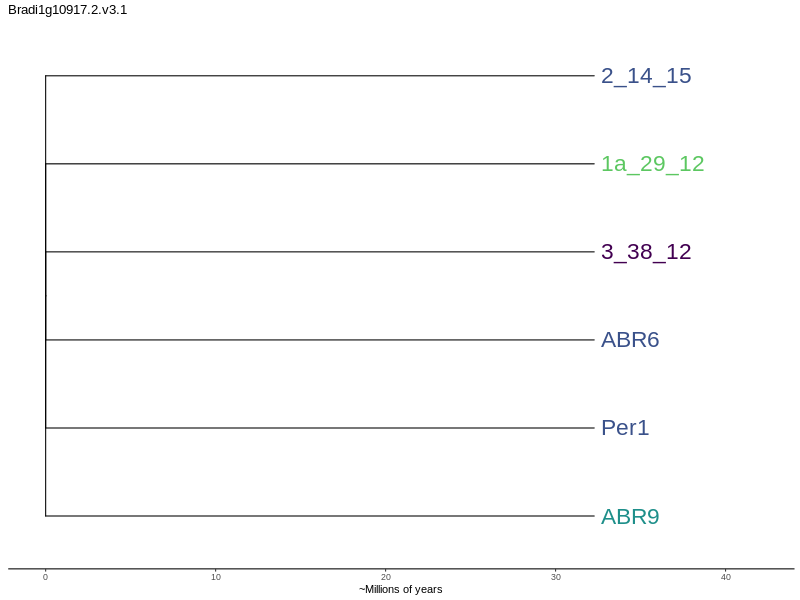 Bradi1g10917.2.v3.1
2_14_15
1a_29_12
3_38_12
ABR6
Per1
ABR9
0 10 20 30 40
~Millions of years